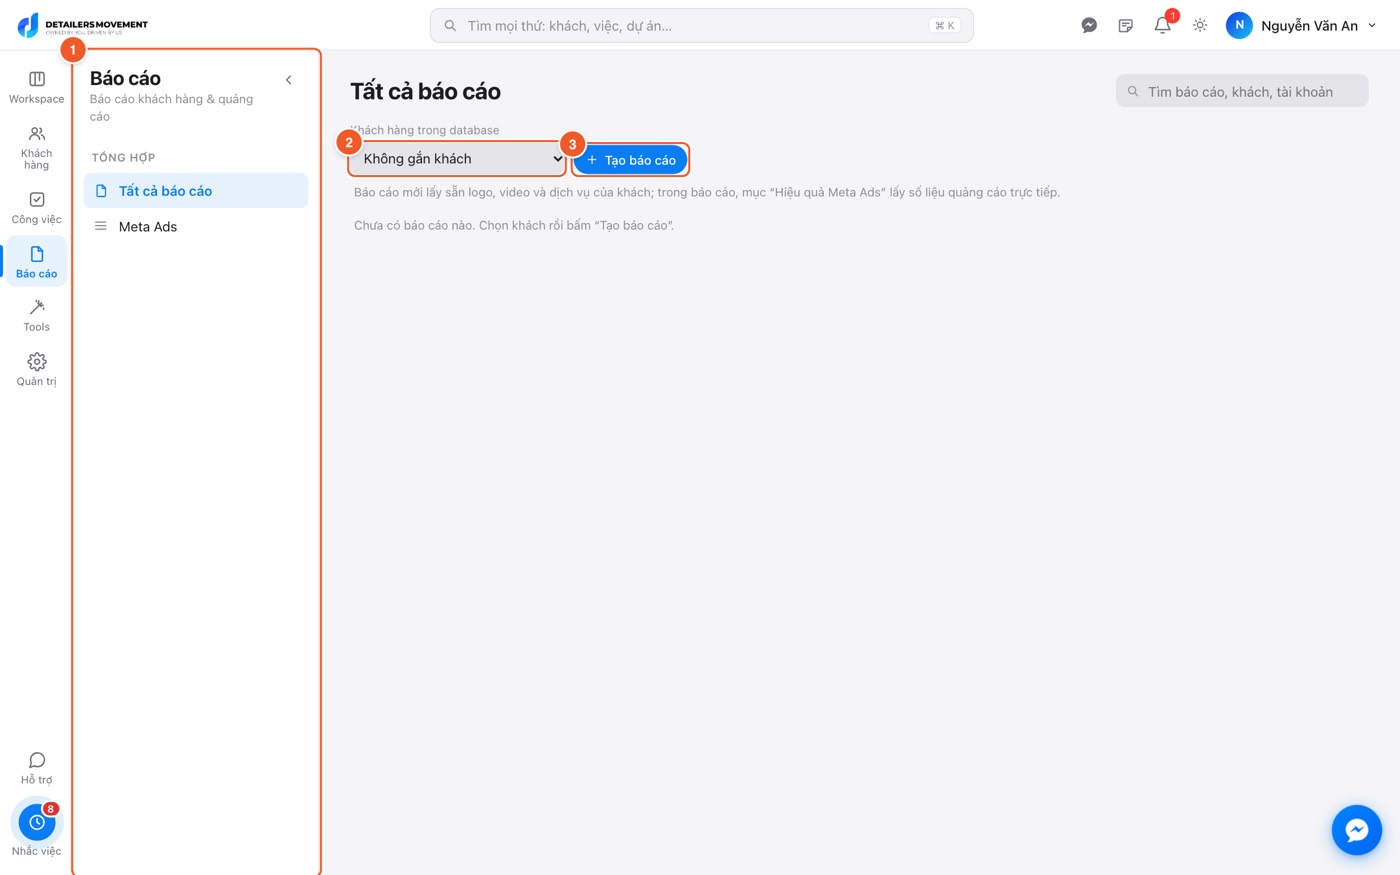 DETAILERS MOVEMENT
OWNED BY YOU, DRIVEN BY US
Tìm mọi thứ: khách, việc, dự án...
⌘ K
1
N
Nguyễn Văn An
1
Workspace
Khách hàng
Công việc
Báo cáo
Tools
Quản trị
Hỗ trợ
8
Nhắc việc
Báo cáo
Báo cáo khách hàng & quảng cáo
TỔNG HỢP
Tất cả báo cáo
Meta Ads
Tất cả báo cáo
Tìm báo cáo, khách, tài khoản
Khách hàng trong database
2
Không gắn khách
3
+ Tạo báo cáo
Báo cáo mới lấy sẵn logo, video và dịch vụ của khách; trong báo cáo, mục “Hiệu quả Meta Ads” lấy số liệu quảng cáo trực tiếp.
Chưa có báo cáo nào. Chọn khách rồi bấm “Tạo báo cáo”.